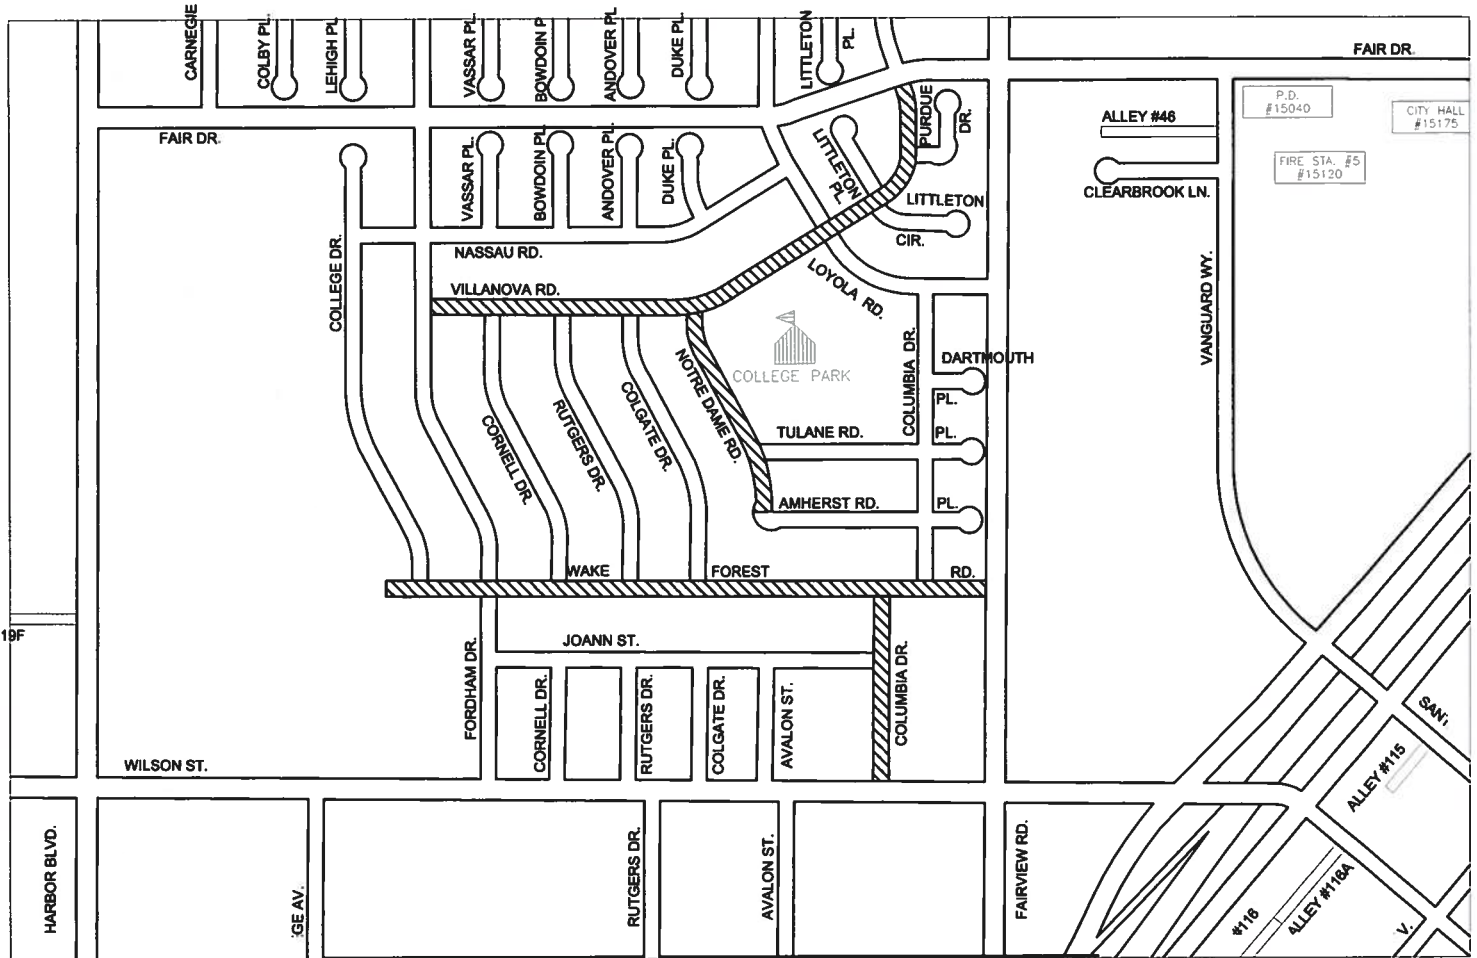 CARNEGIE
COLBY PL.
LEHIGH PL
VASSAR PL.
BOWDOIN P
ANDOVER PL
DUKE PL.
LITTLETON
PL.
FAIR DR.
P.D.
#15040
CITY HALL
#15175
FIRE STA. #5
#15120
ALLEY #46
CLEARBROOK LN.
FAIR DR.
VASSAR PL.
BOWDOIN PL.
ANDOVER PL.
DUKE PL.
LITTLETON
PL.
PURDUE
DR.
LITTLETON
CIR.
COLLEGE DR.
NASSAU RD.
VILLANOVA RD.
LOYOLA RD.
VANGUARD WY.
COLLEGE PARK
COLUMBIA DR.
DARTMOUTH
PL.
CORNELL DR.
RUTGERS DR.
COLGATE DR.
NOTRE DAME RD.
TULANE RD.
PL.
AMHERST RD.
PL.
WAKE FOREST RD.
19F
JOANN ST.
FORDHAM DR.
CORNELL DR.
RUTGERS DR.
COLGATE DR.
AVALON ST.
COLUMBIA DR.
WILSON ST.
SANT
ALLEY #115
HARBOR BLVD.
GE AV.
RUTGERS DR.
AVALON ST.
FAIRVIEW RD.
#116
ALLEY #116A
V.